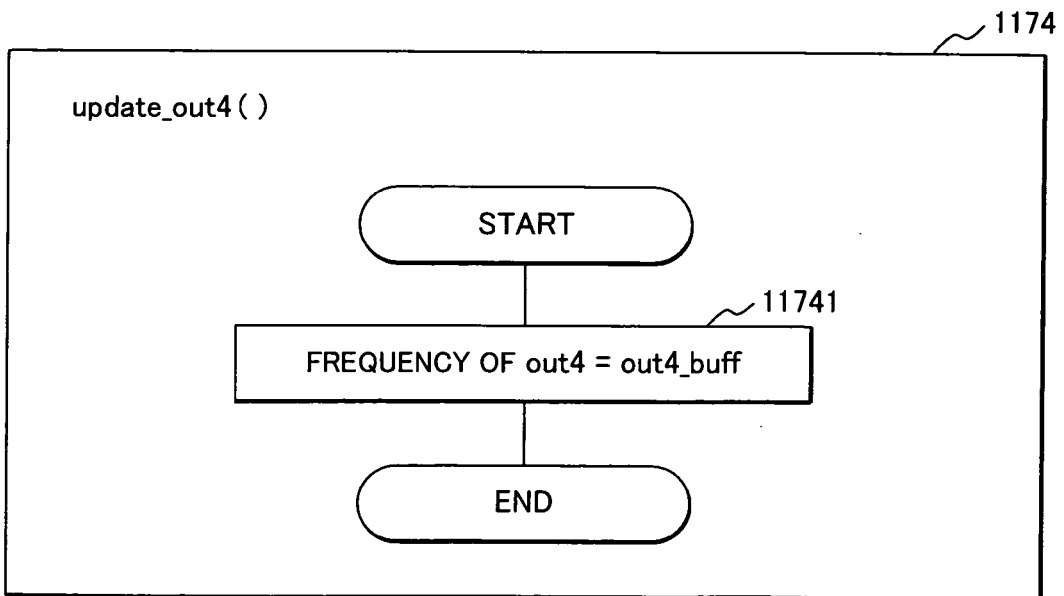 1174
update_out4 ( )
START
11741
FREQUENCY OF out4 = out4_buff
END